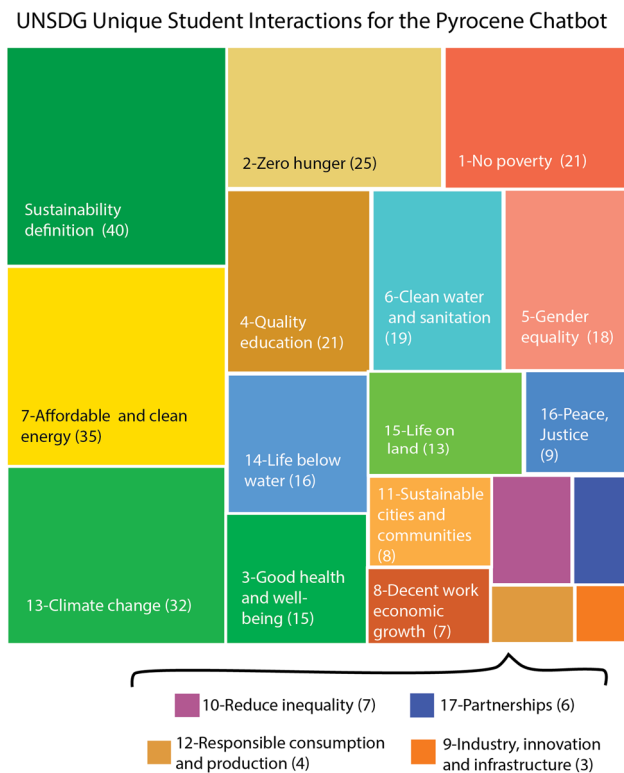 UNSDG Unique Student Interactions for the Pyrocene Chatbot
Sustainability
definition (40)
2-Zero hunger (25)
1-No poverty (21)
7-Affordable and clean
energy (35)
4-Quality
education (21)
6-Clean water
and sanitation
(19)
5-Gender
equality (18)
13-Climate change (32)
14-Life below
water (16)
15-Life on
land (13)
16-Peace,
Justice
(9)
3-Good health
and well-
being (15)
11-Sustainable
cities and
communities
(8)
8-Decent work
economic
growth (7)
10-Reduce inequality (7)
17-Partnerships (6)
12-Responsible consumption
and production (4)
9-Industry, innovation
and infrastructure (3)